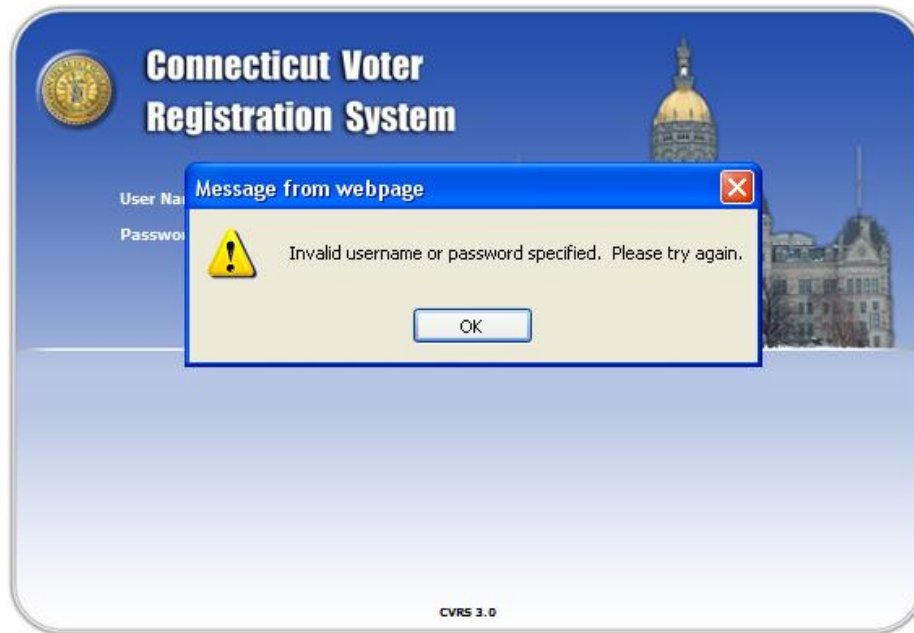 Connecticut Voter
Registration System
Message from webpage
User
Invalid username or password specified. Please try again.
OK
CVRS 3.0